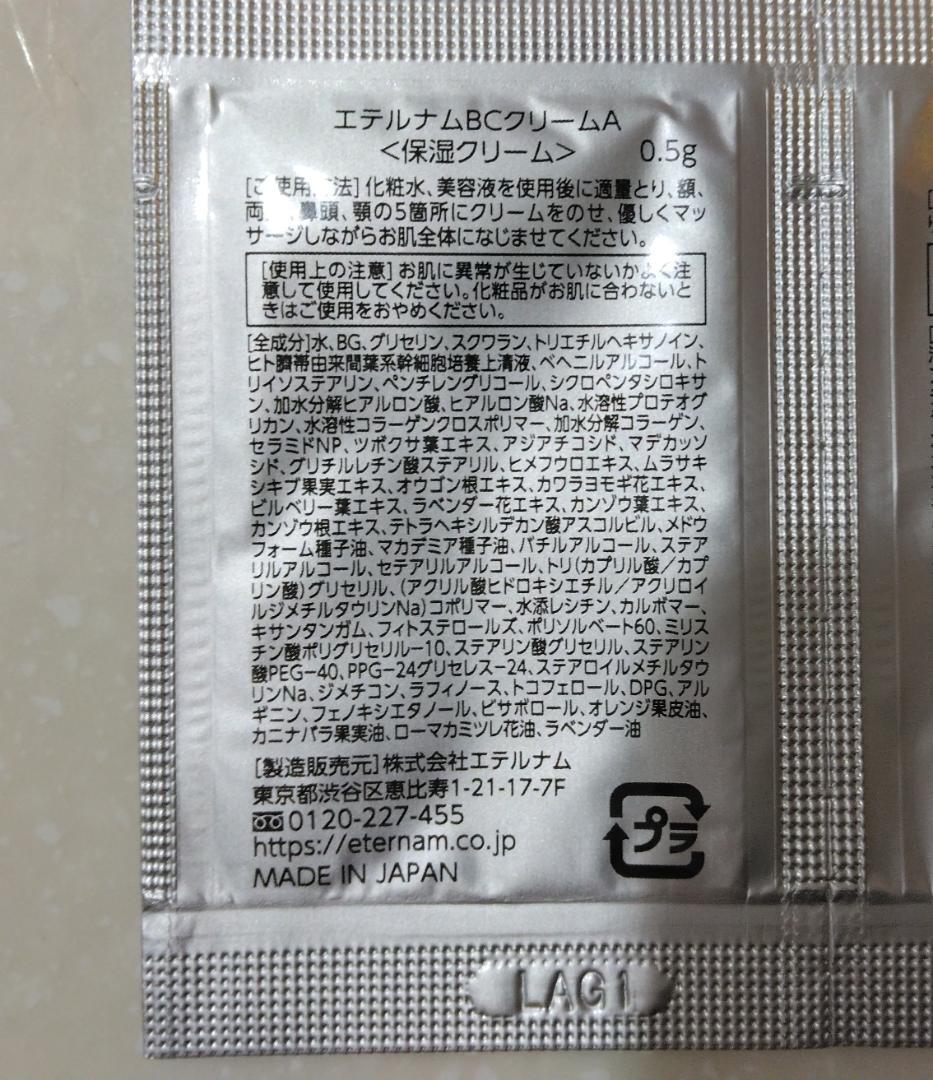 エテルナムBCクリームA
<保湿クリーム> 0.5g
[ご使用方法] 化粧水、美容液を使用後に適量とり、額、
両 、鼻頭、顎の5箇所にクリームをのせ、優しくマッ
サージしながらお肌全体になじませてください。
[使用上の注意] お肌に異常が生じていないかよく注
意して使用してください。化粧品がお肌に合わないと
きはご使用をおやめください。
[全成分]水、BG、グリセリン、スクワラン、トリエチルヘキサノイン、
ヒト臍帯由来間葉系幹細胞培養上清液、ベヘニルアルコール、ト
リイソステアリン、ペンチレングリコール、シクロペンタシロキサ
ン、加水分解ヒアルロン酸、ヒアルロン酸Na、水溶性プロテオグ
リカン、水溶性コラーゲンクロスポリマー、加水分解コラーゲン、
セラミドNP、ツボクサ葉エキス、アジアチコシド、マデカッソ
シド、グリチルレチン酸ステアリル、ヒメフウロエキス、ムラサキ
シキブ果実エキス、オウゴン根エキス、カワラヨモギ花エキス、
ビルベリー葉エキス、ラベンダー花エキス、カンゾウ葉エキス、
カンゾウ根エキス、テトラヘキシルデカン酸アスコルビル、メドウ
フォーム種子油、マカデミア種子油、バチルアルコール、ステア
リルアルコール、セテアリルアルコール、トリ(カプリル酸/カプ
リン酸)グリセリル、(アクリル酸ヒドロキシエチル/アクリロイ
ルジメチルタウリンNa)コポリマー、水添レシチン、カルボマー、
キサンタンガム、フィトステロールズ、ポリソルベート60、ミリス
チン酸ポリグリセリル-10、ステアリン酸グリセリル、ステアリン
酸PEG-40、PPG-24グリセレス-24、ステアロイルメチルタウ
リンNa、ジメチコン、ラフィノース、トコフェロール、DPG、アル
ギニン、フェノキシエタノール、ビサボロール、オレンジ果皮油、
カニナバラ果実油、ローマカミツレ花油、ラベンダー油
[製造販売元]株式会社エテルナム
東京都渋谷区恵比寿1-21-17-7F
0120-227-455
https://eternam.co.jp
MADE IN JAPAN
プラ
LAG1